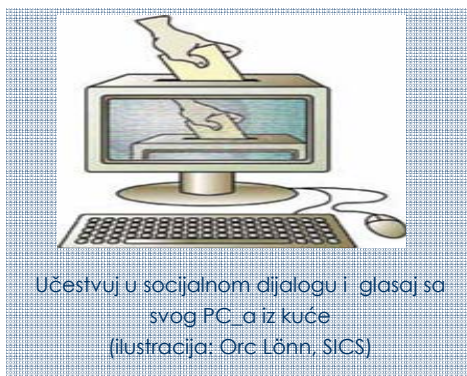 Učestvuj u socijalnom dijalogu i glasaj sa
svog PC_a iz kuće
(ilustracija: Orc Lönn, SICS)